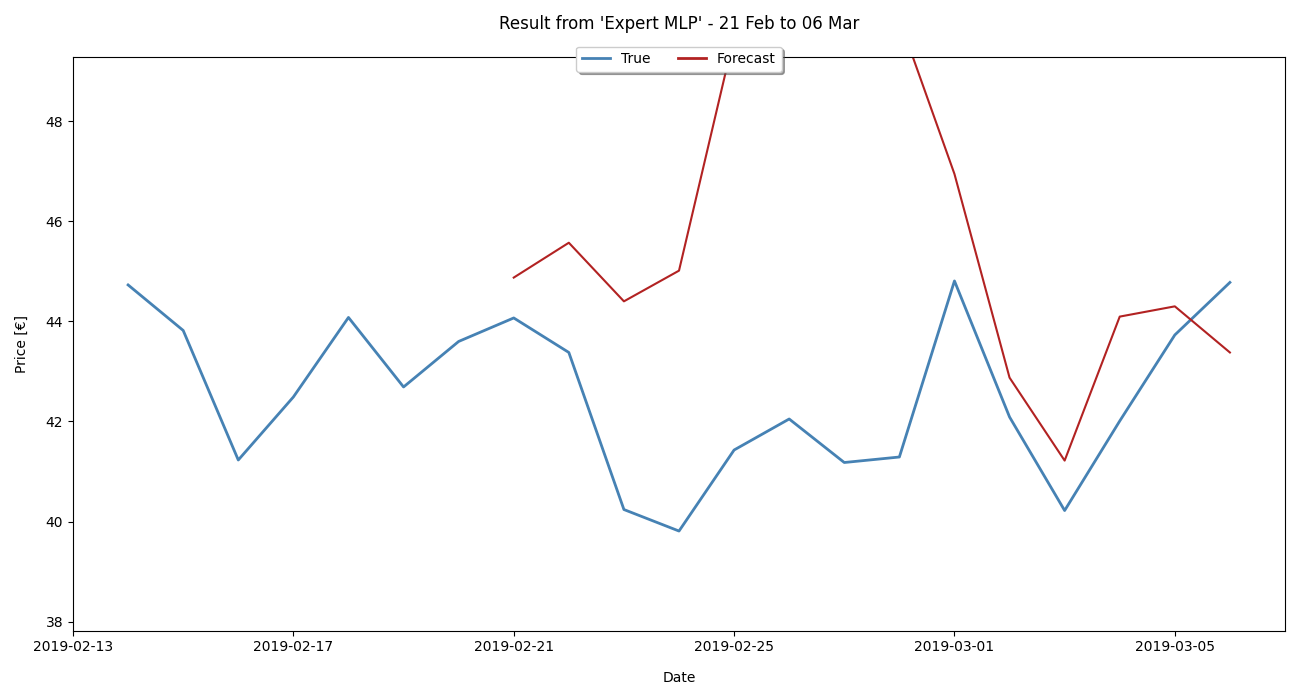 Result from 'Expert MLP' - 21 Feb to 06 Mar
True
Forecast
48
46
44
42
40
38
Price [€]
2019-02-13
2019-02-17
2019-02-21
2019-02-25
2019-03-01
2019-03-05
Date